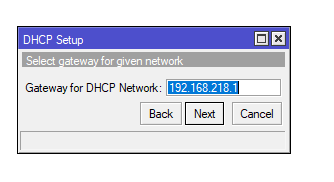 DHCP Setup
Select gateway for given network
Gateway for DHCP Network: 192.168.218.1
Back Next Cancel